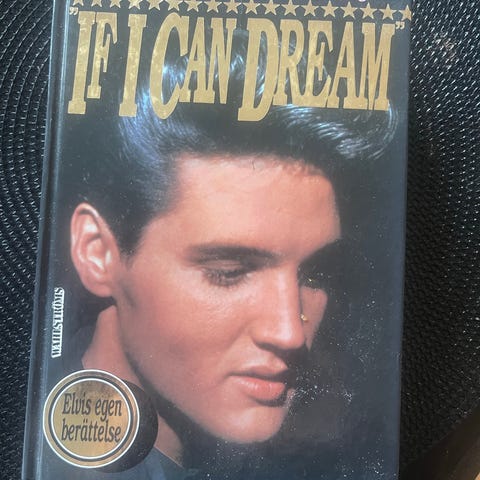 "IF I CAN DREAM"
WAHLSTRÖMS
Elvis egen
berättelse